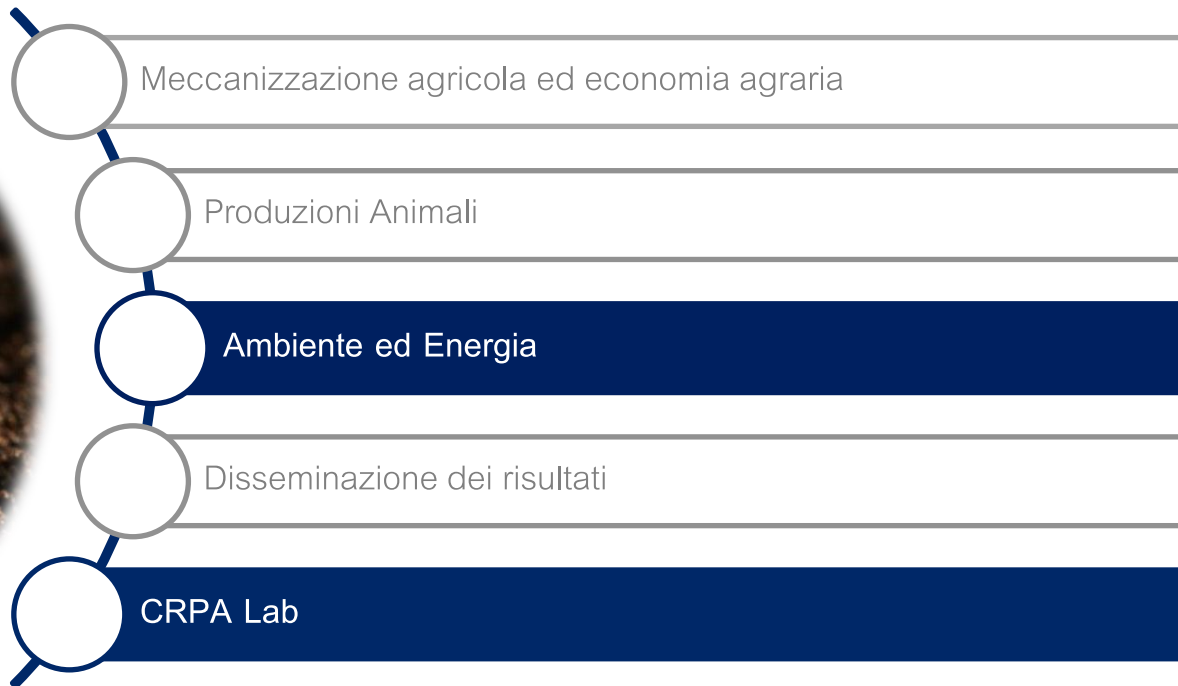 Meccanizzazione agricola ed economia agraria
Produzioni Animali
Ambiente ed Energia
Disseminazione dei risultati
CRPA Lab